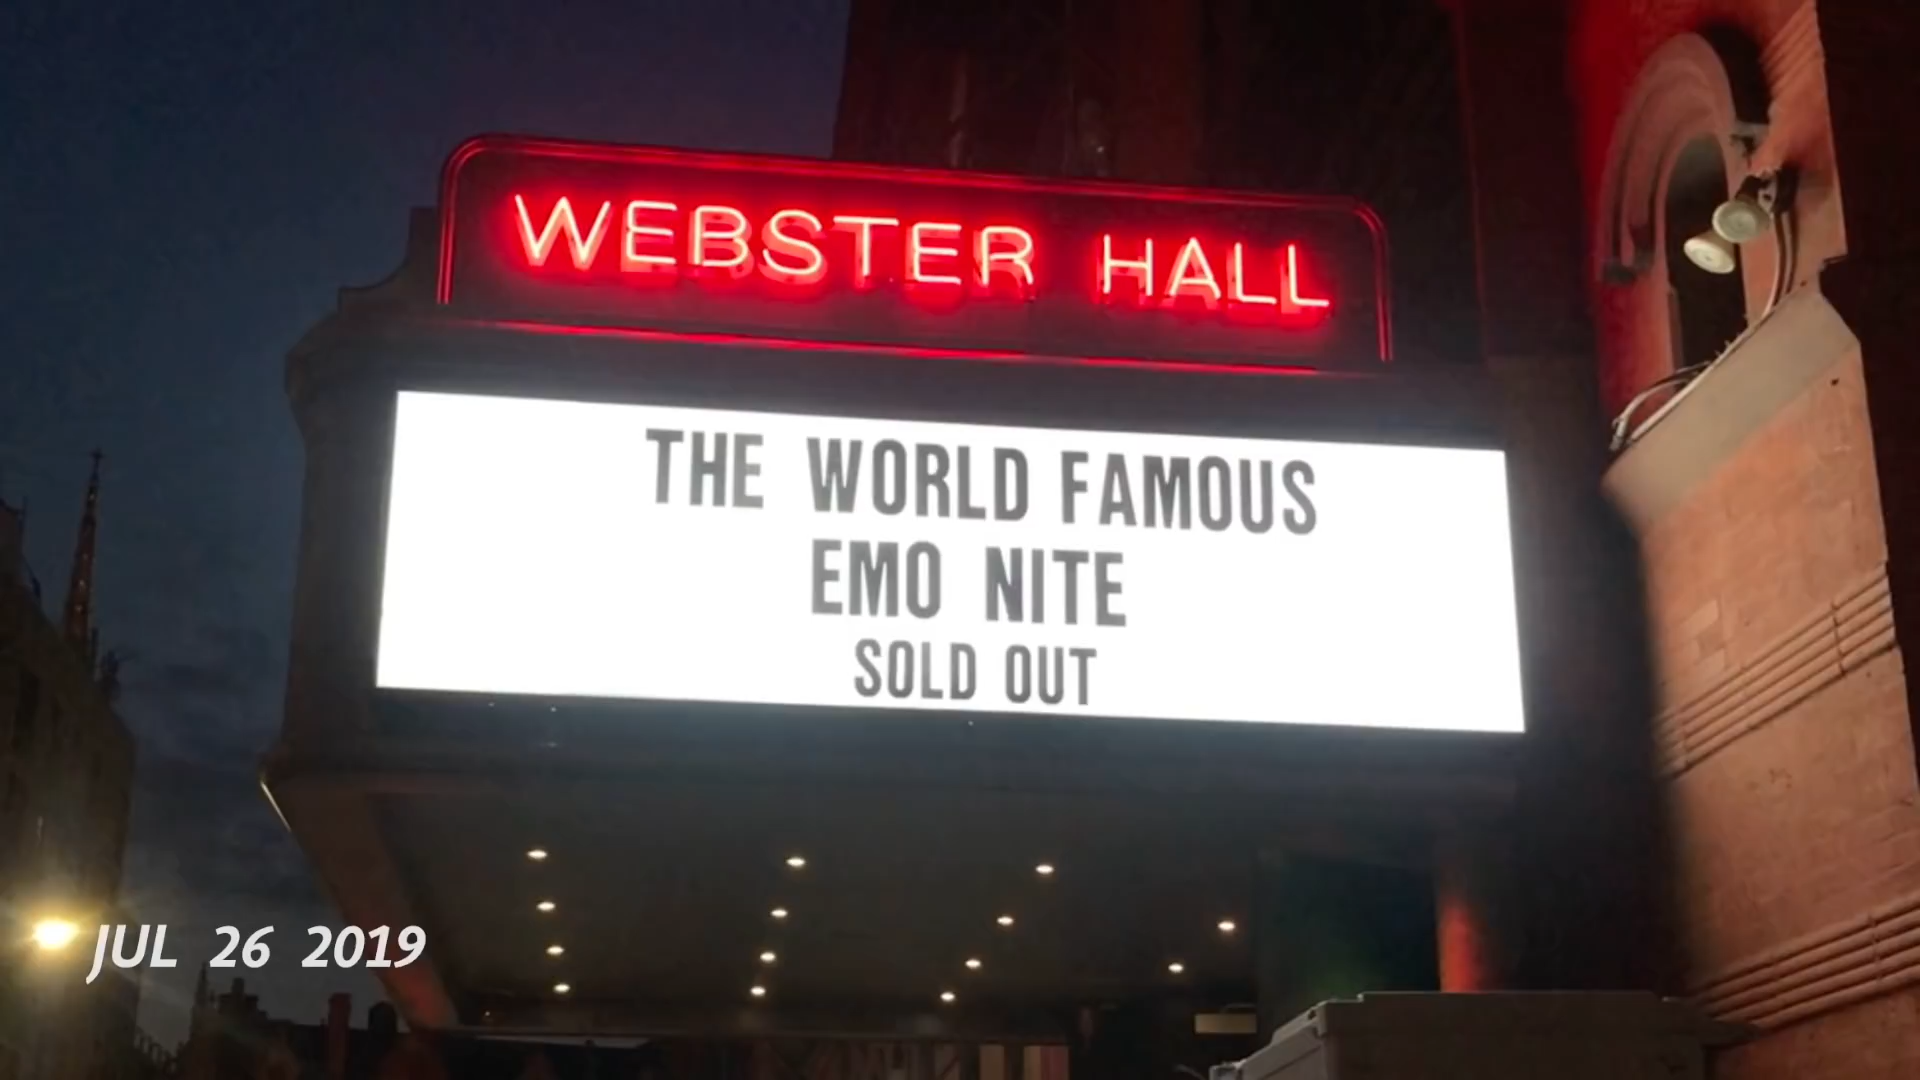 WEBSTER HALL
THE WORLD FAMOUS
EMO NITE
SOLD OUT
JUL 26 2019